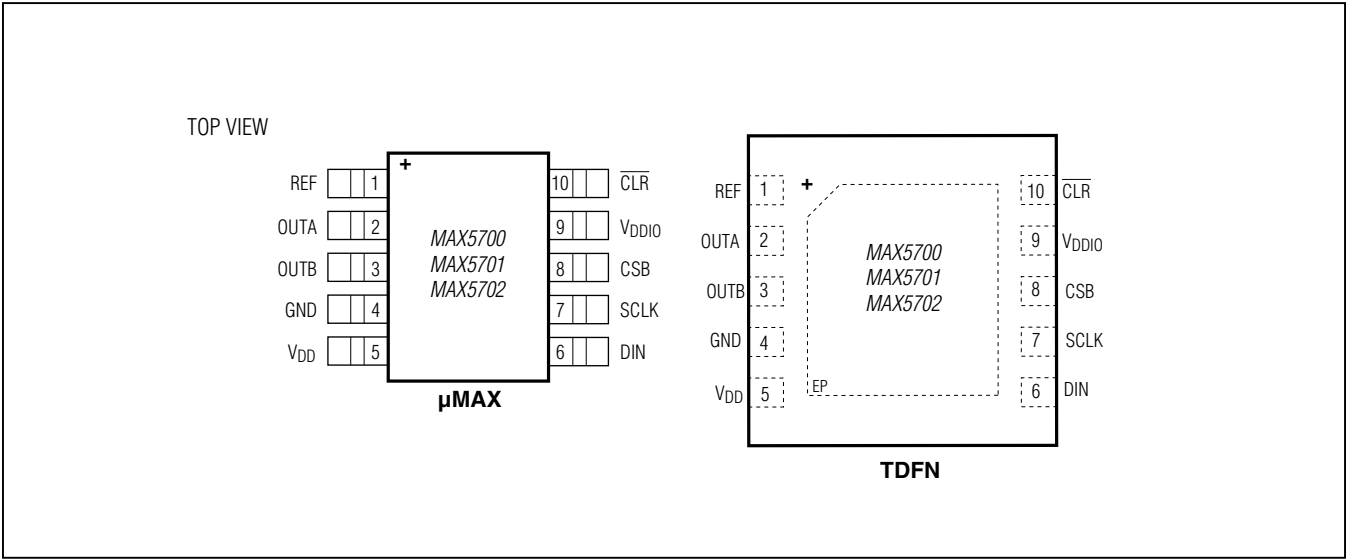 TOP VIEW
+
REF 1 10 C̅L̅R̅
OUTA 2 9 VDDIO
OUTB 3 8 CSB
GND 4 7 SCLK
VDD 5 6 DIN
MAX5700
MAX5701
MAX5702
µMAX
+
REF 1 10 C̅L̅R̅
OUTA 2 9 VDDIO
OUTB 3 8 CSB
GND 4 7 SCLK
VDD 5 6 DIN
MAX5700
MAX5701
MAX5702
EP
TDFN